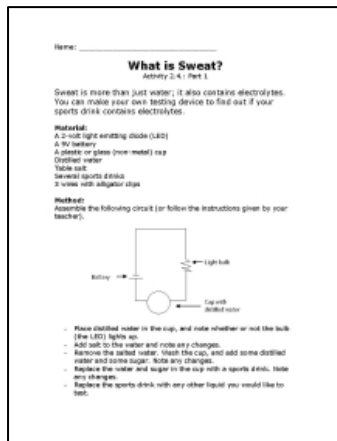 Name: ______________________________
What is Sweat?
Activity 2.4.: Part 1
Sweat is more than just water; it also contains electrolytes.
You can make your own testing device to find out if your
sports drink contains electrolytes.
Material:
A 2-volt light emitting diode (LED)
A 9V battery
A plastic or glass (non-metal) cup
Distilled water
Table salt
Several sports drinks
3 wires with alligator clips
Method:
Assemble the following circuit (or follow the instructions given by your
teacher).
Light bulb
Battery
Cup with
distilled water
- Place distilled water in the cup, and note whether or not the bulb
(the LED) lights up.
- Add salt to the water and note any changes.
- Remove the salted water. Wash the cup, and add some distilled
water and some sugar. Note any changes.
- Replace the water and sugar in the cup with a sports drink. Note
any changes.
- Replace the sports drink with any other liquid you would like to
test.